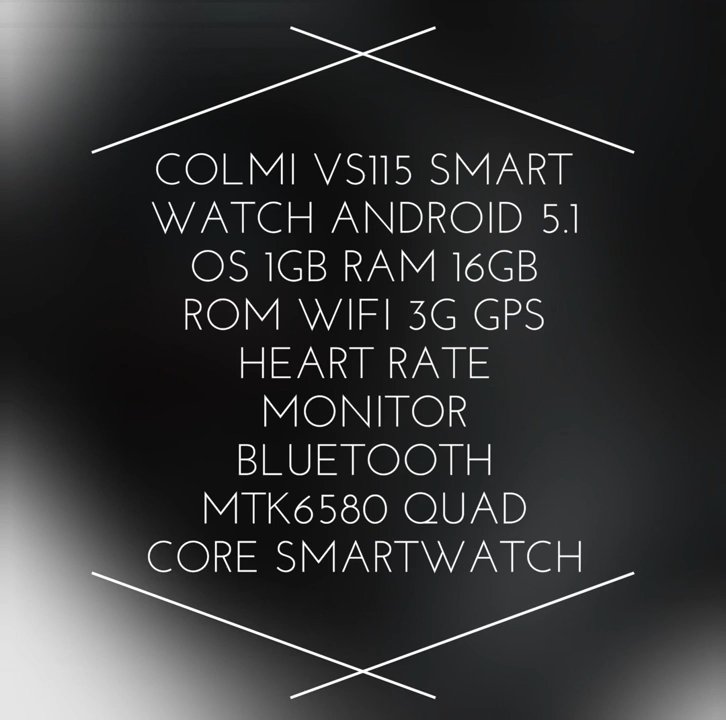 COLMI VS115 SMART
WATCH ANDROID 5.1
OS 1GB RAM 16GB
ROM WIFI 3G GPS
HEART RATE
MONITOR
BLUETOOTH
MTK6580 QUAD
CORE SMARTWATCH